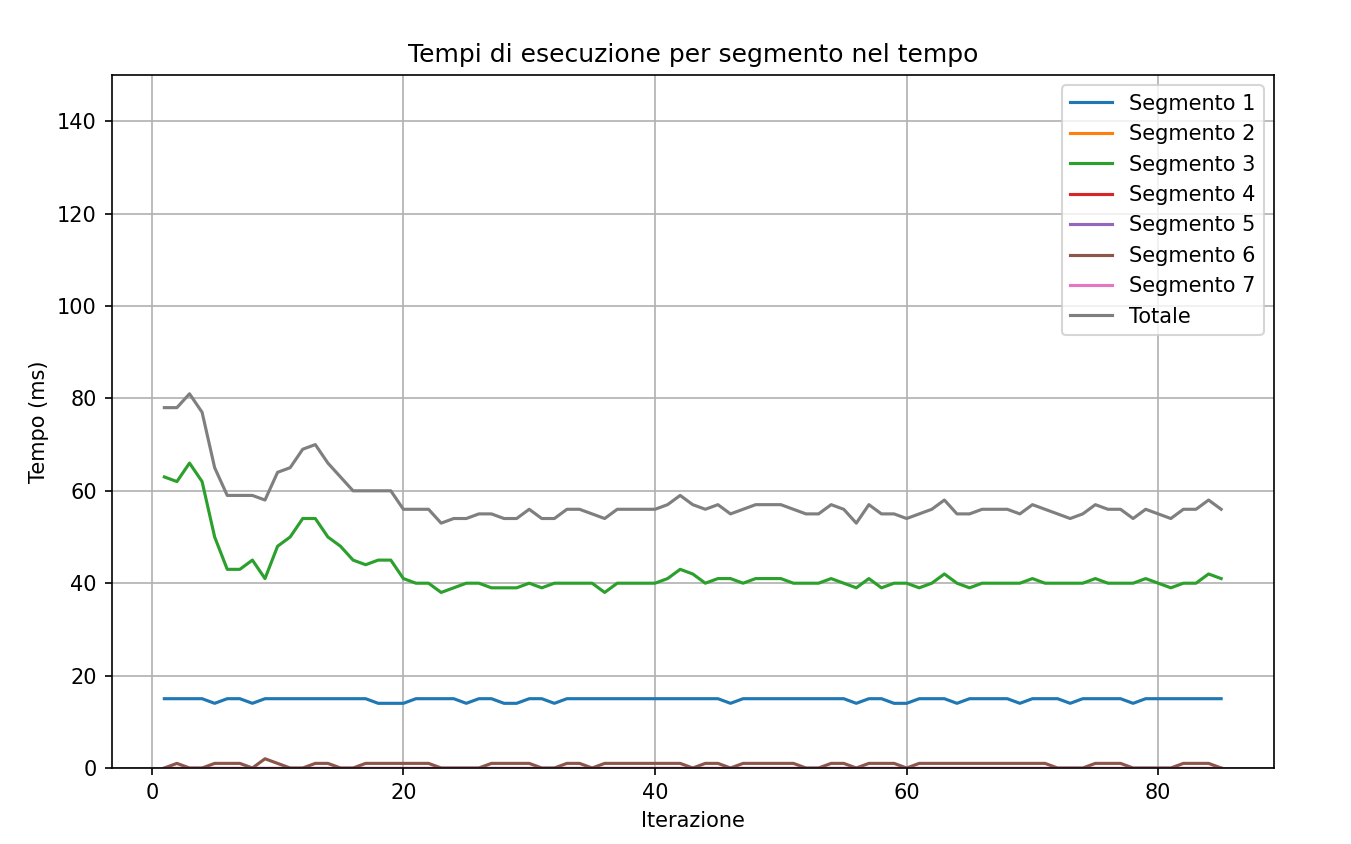 Tempi di esecuzione per segmento nel tempo
Segmento 1
Segmento 2
Segmento 3
Segmento 4
Segmento 5
Segmento 6
Segmento 7
Totale
Tempo (ms)
140
120
100
80
60
40
20
0
0 20 40 60 80
Iterazione